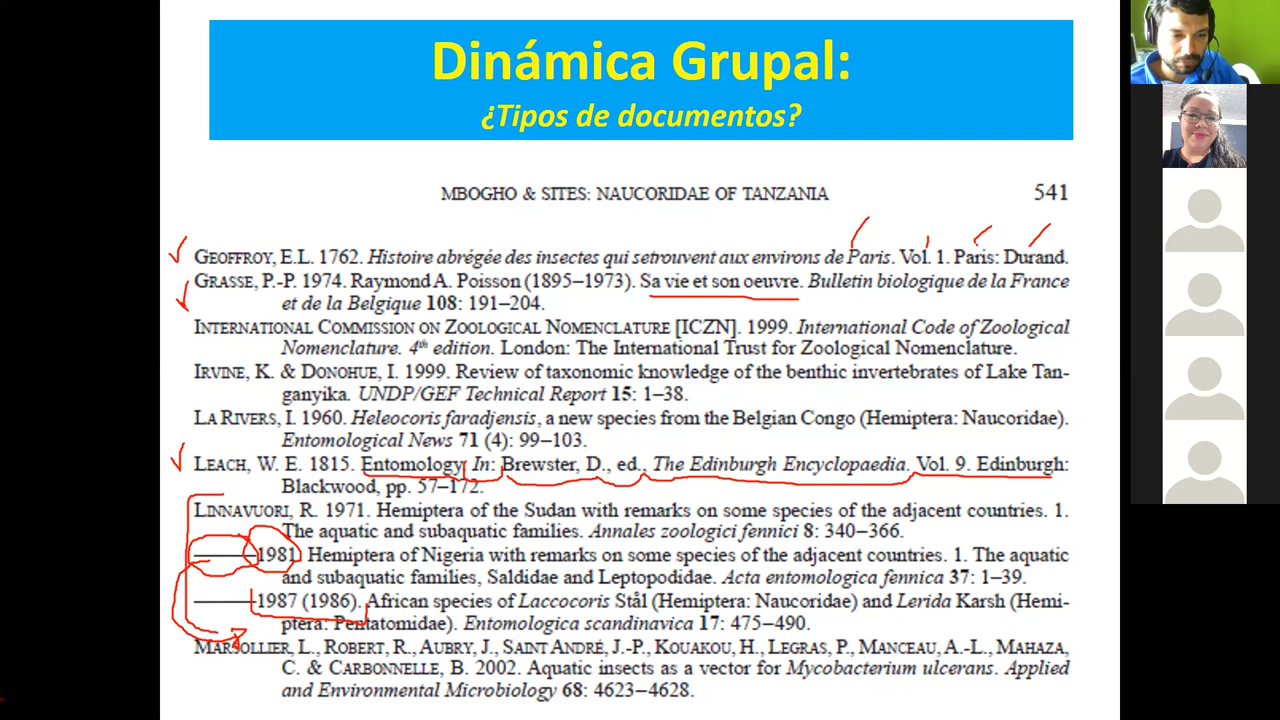 Dinámica Grupal:
¿Tipos de documentos?
MBOGHO & SITES: NAUCORIDAE OF TANZANIA 541
GEOFFROY, E.L. 1762. Histoire abrégée des insectes qui setrouvent aux environs de Paris. Vol. 1. Paris: Durand.
GRASSE, P.-P. 1974. Raymond A. Poisson (1895–1973). Sa vie et son oeuvre. Bulletin biologique de la France
et de la Belgique 108: 191–204.
INTERNATIONAL COMMISSION ON ZOOLOGICAL NOMENCLATURE [ICZN]. 1999. International Code of Zoological
Nomenclature. 4th edition. London: The International Trust for Zoological Nomenclature.
IRVINE, K. & DONOHUE, I. 1999. Review of taxonomic knowledge of the benthic invertebrates of Lake Tan-
ganyika. UNDP/GEF Technical Report 15: 1–38.
LA RIVERS, I. 1960. Heleocoris faradjensis, a new species from the Belgian Congo (Hemiptera: Naucoridae).
Entomological News 71 (4): 99–103.
LEACH, W. E. 1815. Entomology. In: Brewster, D., ed., The Edinburgh Encyclopaedia. Vol. 9. Edinburgh:
Blackwood, pp. 57–172.
LINNAVUORI, R. 1971. Hemiptera of the Sudan with remarks on some species of the adjacent countries. 1.
The aquatic and subaquatic families. Annales zoologici fennici 8: 340–366.
——— 1981. Hemiptera of Nigeria with remarks on some species of the adjacent countries. 1. The aquatic
and subaquatic families, Saldidae and Leptopodidae. Acta entomologica fennica 37: 1–39.
——— 1987 (1986). African species of Laccocoris Stål (Hemiptera: Naucoridae) and Lerida Karsh (Hemi-
ptera: Pentatomidae). Entomologica scandinavica 17: 475–490.
MARSOLLIER, L., ROBERT, R., AUBRY, J., SAINT ANDRÉ, J.-P., KOUAKOU, H., LEGRAS, P., MANCEAU, A.-L., MAHAZA,
C. & CARBONNELLE, B. 2002. Aquatic insects as a vector for Mycobacterium ulcerans. Applied
and Environmental Microbiology 68: 4623–4628.